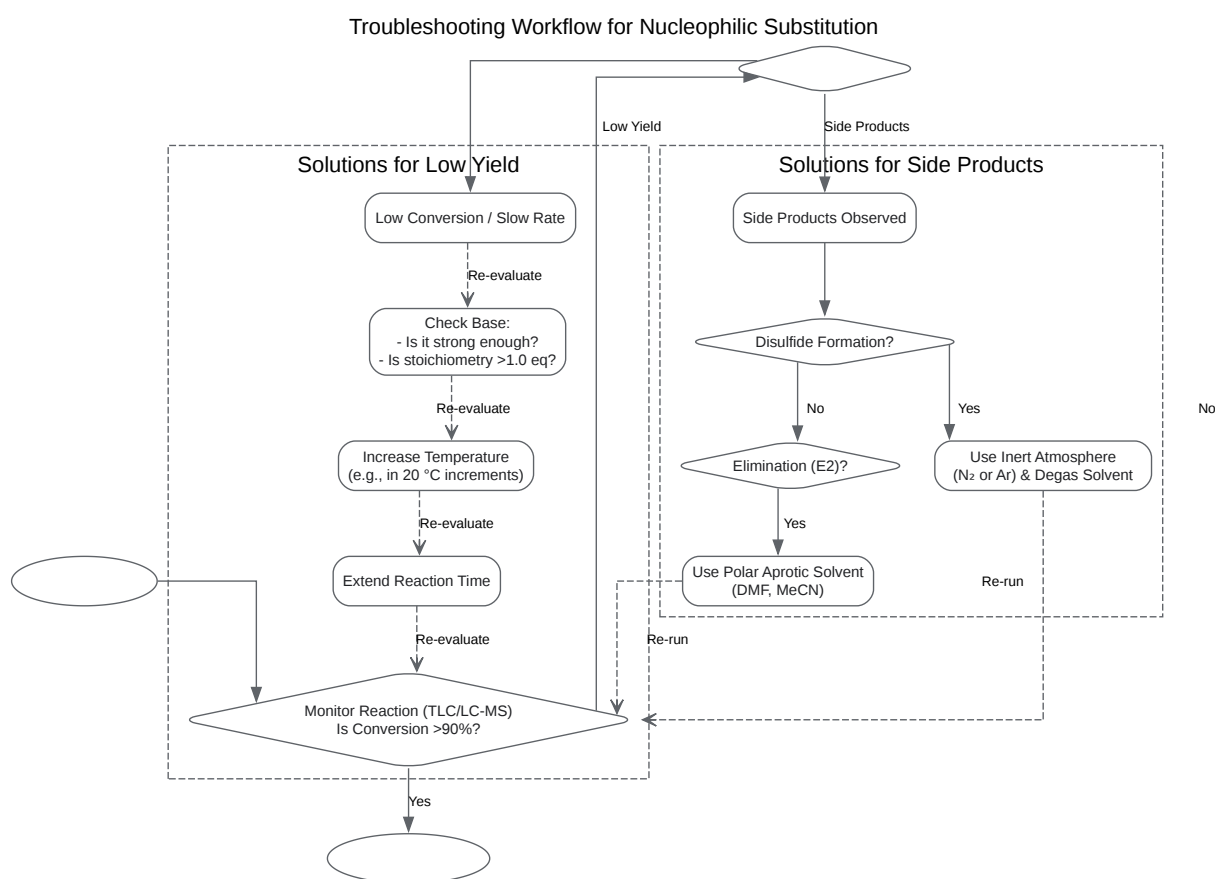 Troubleshooting Workflow for Nucleophilic Substitution
Low Yield
Side Products
Solutions for Low Yield
Solutions for Side Products
Low Conversion / Slow Rate
Side Products Observed
Re-evaluate
Check Base:
- Is it strong enough?
- Is stoichiometry >1.0 eq?
Disulfide Formation?
Re-evaluate
No
Yes
No
Increase Temperature
(e.g., in 20 °C increments)
Elimination (E2)?
Use Inert Atmosphere
(N₂ or Ar) & Degas Solvent
Re-evaluate
Yes
Extend Reaction Time
Use Polar Aprotic Solvent
(DMF, MeCN)
Re-run
Re-evaluate
Re-run
Monitor Reaction (TLC/LC-MS)
Is Conversion >90%?
Yes